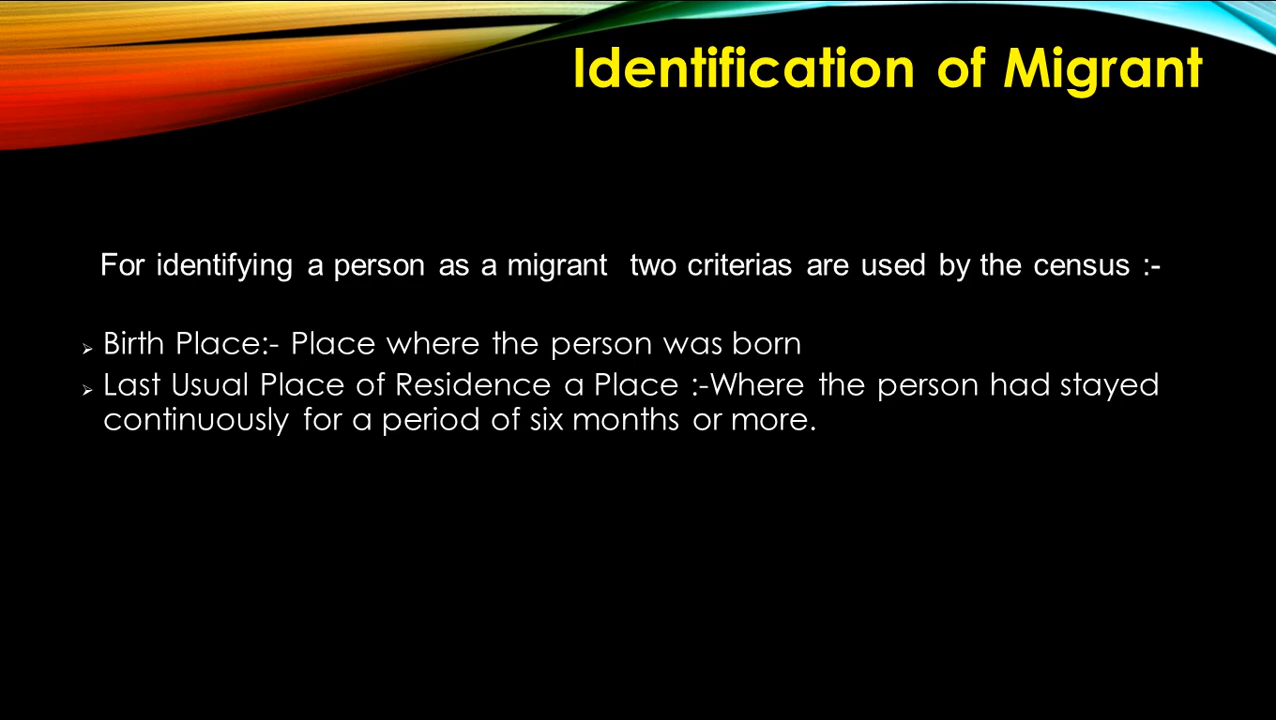 Identification of Migrant
For identifying a person as a migrant two criterias are used by the census :-
Birth Place:- Place where the person was born
Last Usual Place of Residence a Place :-Where the person had stayed
continuously for a period of six months or more.